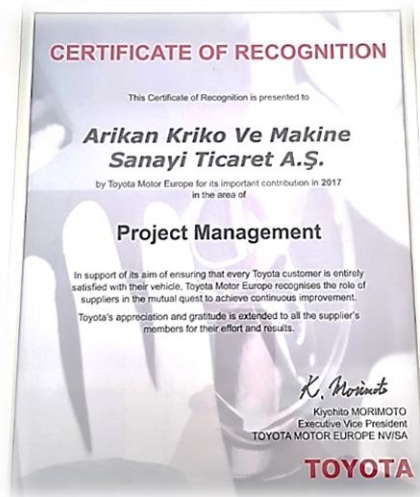 CERTIFICATE OF RECOGNITION
This Certificate of Recognition is presented to
Arikan Kriko Ve Makine
Sanayi Ticaret A.Ş.
by Toyota Motor Europe for its important contribution in 2017
in the area of
Project Management
In support of its aim of ensuring that every Toyota customer is entirely
satisfied with their vehicle, Toyota Motor Europe recognises the role of
suppliers in the mutual quest to achieve continuous improvement.
Toyota's appreciation and gratitude is extended to all the supplier's
members for their effort and results.
K. Morimoto
Kiyohito MORIMOTO
Executive Vice President
TOYOTA MOTOR EUROPE NV/SA
TOYOTA